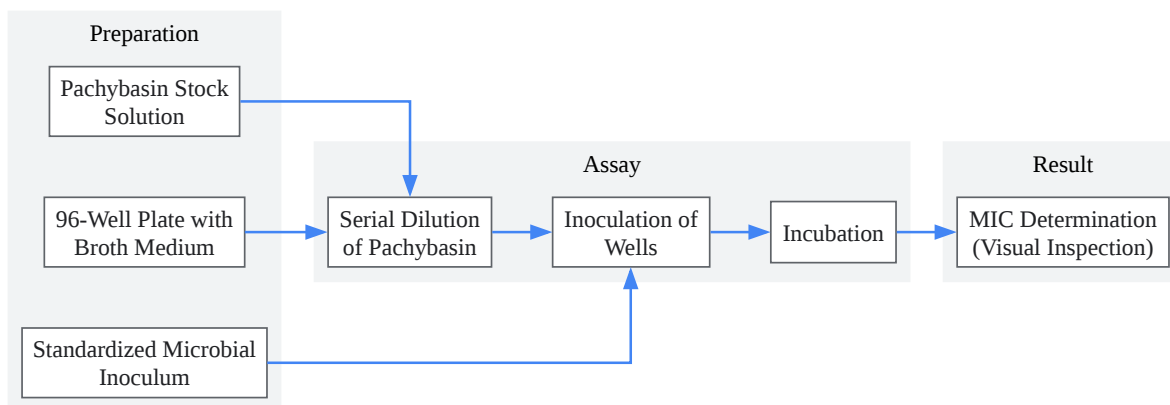 Preparation
Pachybasin Stock
Solution
96-Well Plate with
Broth Medium
Standardized Microbial
Inoculum
Assay
Serial Dilution
of Pachybasin
Inoculation of
Wells
Incubation
Result
MIC Determination
(Visual Inspection)